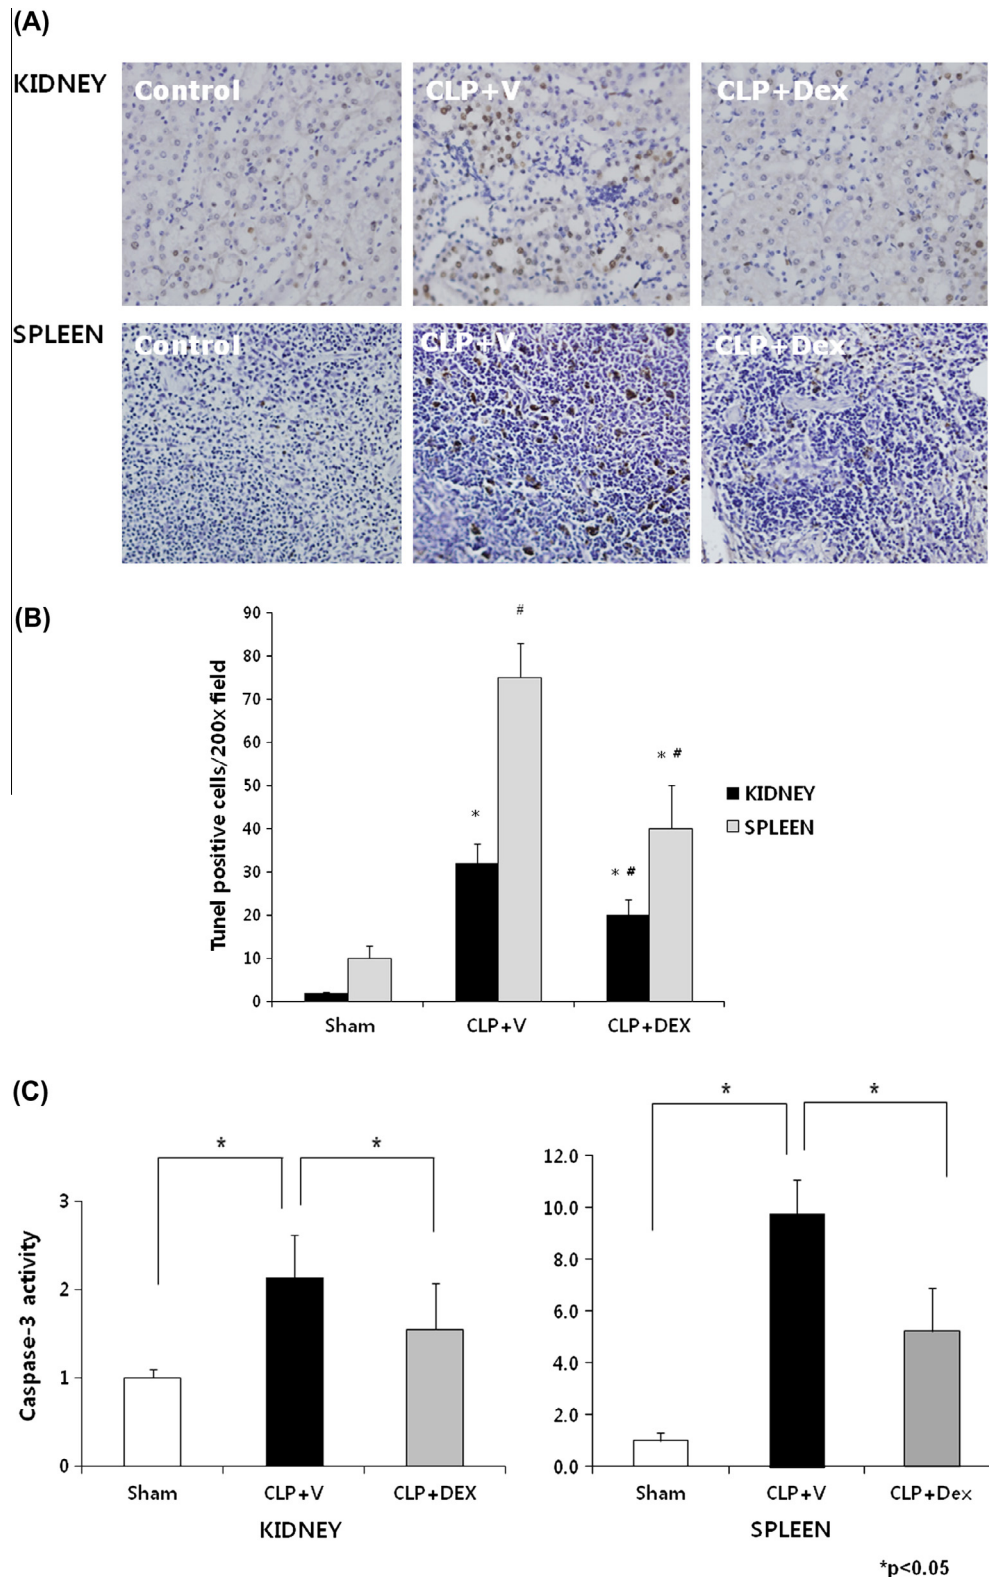 (A)
KIDNEY
Control
CLP+V
CLP+Dex
SPLEEN
Control
CLP+V
CLP+Dex
(B)
Tunel positive cells/200x field
90
80
70
60
50
40
30
20
10
0
#
*
* #
* #
KIDNEY
SPLEEN
Sham
CLP+V
CLP+DEX
(C)
Caspase-3 activity
3
2
1
0
*
*
Sham
CLP+V
CLP+DEX
KIDNEY
12.0
10.0
8.0
6.0
4.0
2.0
0.0
*
*
Sham
CLP+V
CLP+Dex
SPLEEN
*p<0.05